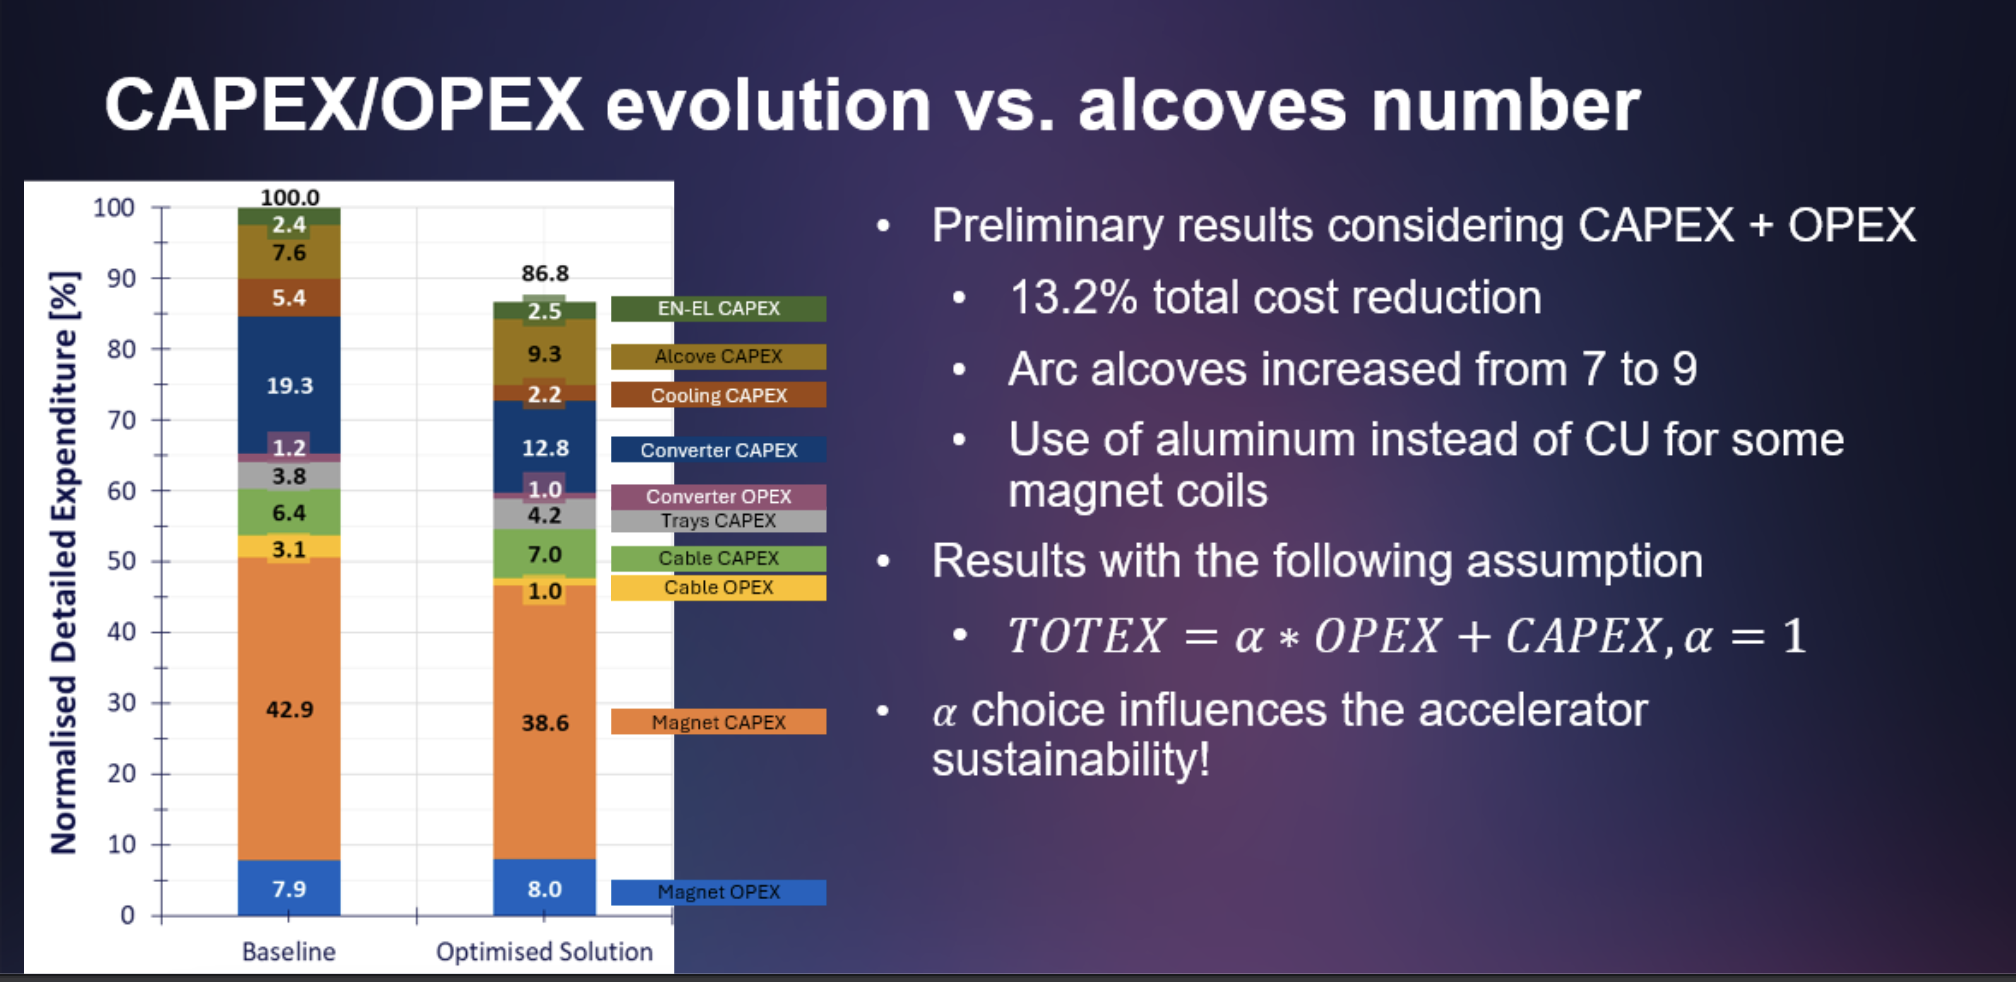 CAPEX/OPEX evolution vs. alcoves number
Normalised Detailed Expenditure [%]
100
90
80
70
60
50
40
30
20
10
0
100.0
2.4
7.6
5.4
19.3
1.2
3.8
6.4
3.1
42.9
7.9
Baseline
86.8
2.5
9.3
2.2
12.8
1.0
4.2
7.0
1.0
38.6
8.0
Optimised Solution
EN-EL CAPEX
Alcove CAPEX
Cooling CAPEX
Converter CAPEX
Converter OPEX
Trays CAPEX
Cable CAPEX
Cable OPEX
Magnet CAPEX
Magnet OPEX
• Preliminary results considering CAPEX + OPEX
• 13.2% total cost reduction
• Arc alcoves increased from 7 to 9
• Use of aluminum instead of CU for some
magnet coils
• Results with the following assumption
• TOTEX = α * OPEX + CAPEX, α = 1
• α choice influences the accelerator
sustainability!